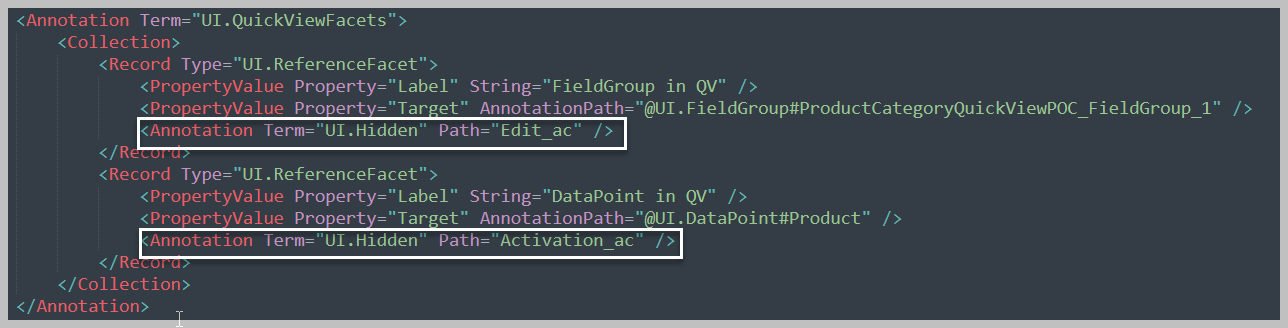 <Annotation Term="UI.QuickViewFacets">
<Collection>
<Record Type="UI.ReferenceFacet">
<PropertyValue Property="Label" String="FieldGroup in QV" />
<PropertyValue Property="Target" AnnotationPath="@UI.FieldGroup#ProductCategoryQuickViewPOC_FieldGroup_1" />
<Annotation Term="UI.Hidden" Path="Edit_ac" />
</Record>
<Record Type="UI.ReferenceFacet">
<PropertyValue Property="Label" String="DataPoint in QV" />
<PropertyValue Property="Target" AnnotationPath="@UI.DataPoint#Product" />
<Annotation Term="UI.Hidden" Path="Activation_ac" />
</Record>
</Collection>
</Annotation>